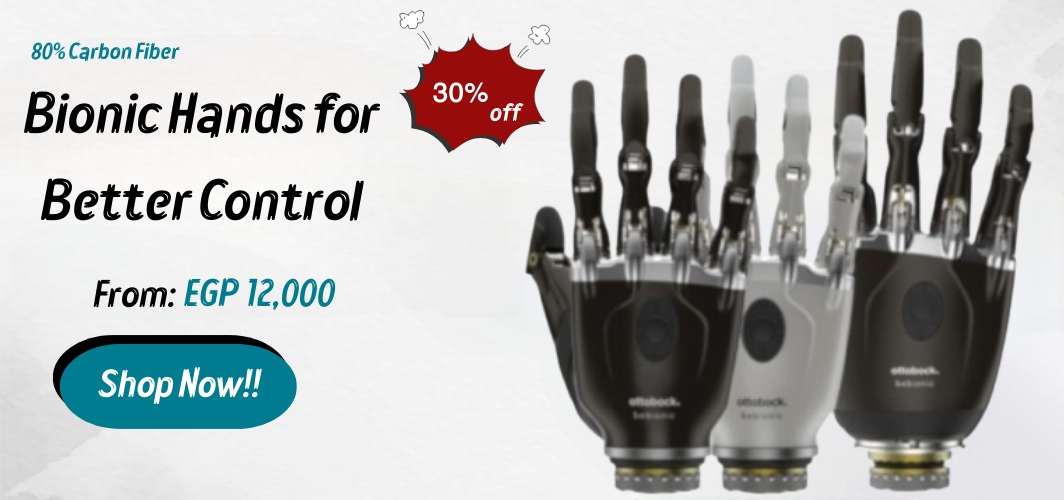 80% Carbon Fiber
Bionic Hands for
Better Control
From: EGP 12,000
Shop Now!!
30%
off
ottobock.
bebionic
ottobock.
bebionic
ottobock.
bebionic